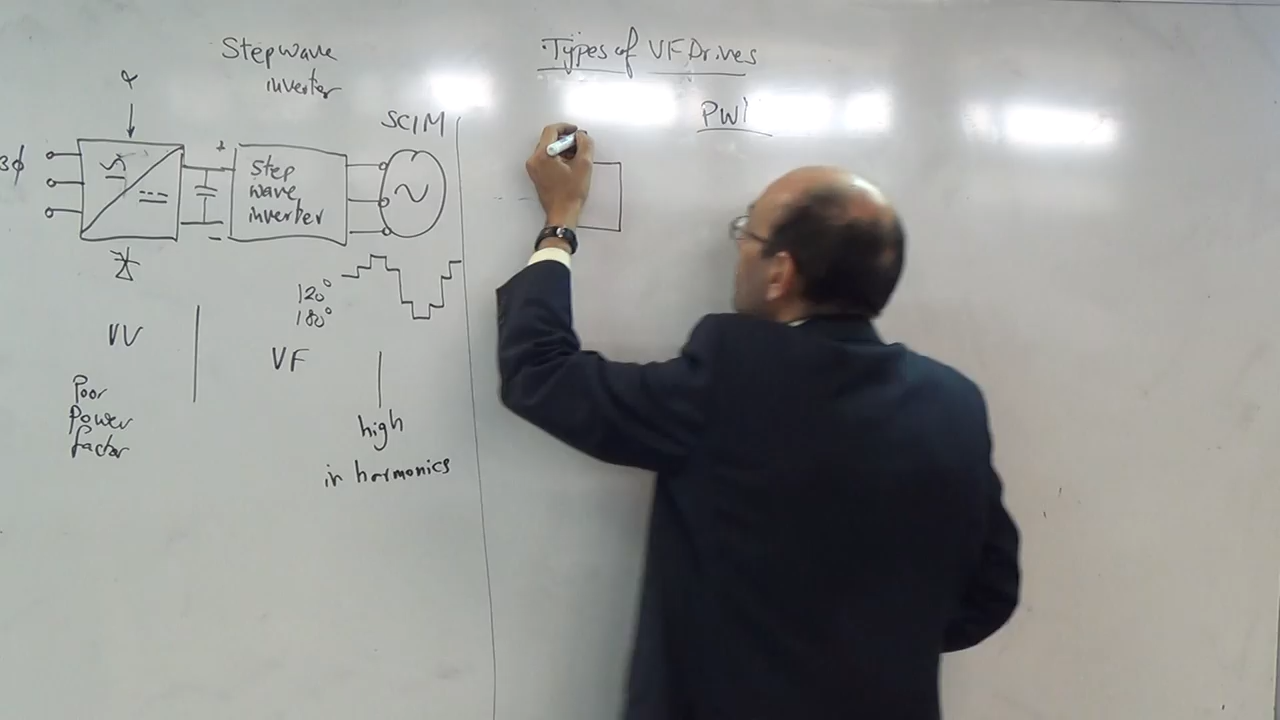 Types of VF Drives
Stepwave
inverter
α
3φ
+
-
Step
wave
inverter
SCIM
120°
180°
VV
VF
Poor
Power
factor
high
in harmonics
PWI